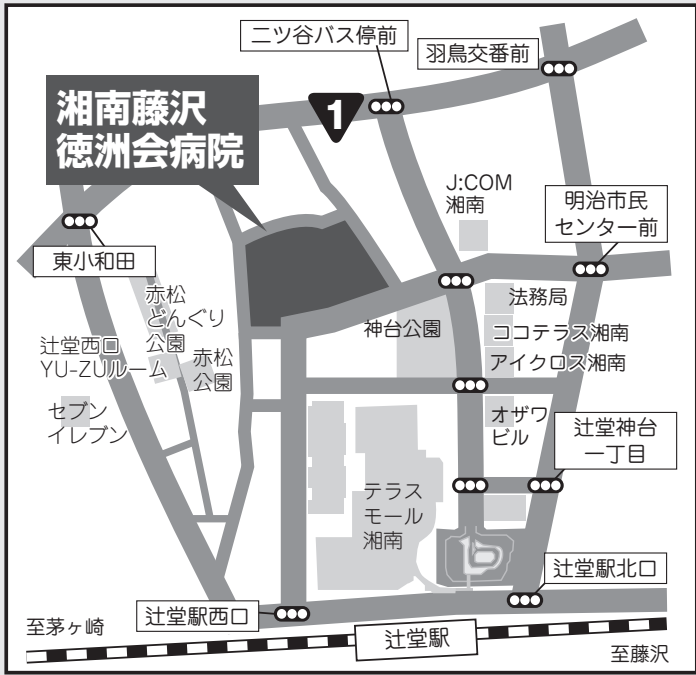 二ツ谷バス停前
羽鳥交番前
湘南藤沢
徳洲会病院
1
J:COM
湘南
明治市民
センター前
東小和田
赤松
どんぐり
公園
法務局
神台公園
ココテラス湘南
辻堂西口
YU-ZUルーム
赤松
公園
アイクロス湘南
セブン
イレブン
オザワ
ビル
辻堂神台
一丁目
テラス
モール
湘南
辻堂駅北口
辻堂駅西口
至茅ヶ崎
辻堂駅
至藤沢